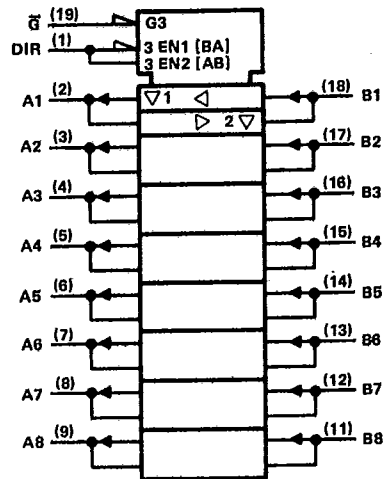 G̅ (19) G3
DIR (1) 3 EN1 [BA]
3 EN2 [AB]
A1 (2) ▽1 ◁ (18) B1
▷ 2▽
A2 (3) (17) B2
A3 (4) (16) B3
A4 (5) (15) B4
A5 (6) (14) B5
A6 (7) (13) B6
A7 (8) (12) B7
A8 (9) (11) B8